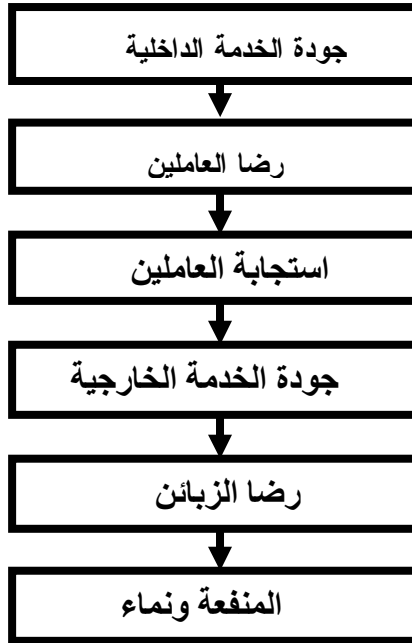 جودة الخدمة الداخلية
رضا العاملين
استجابة العاملين
جودة الخدمة الخارجية
رضا الزبائن
المنفعة ونماء